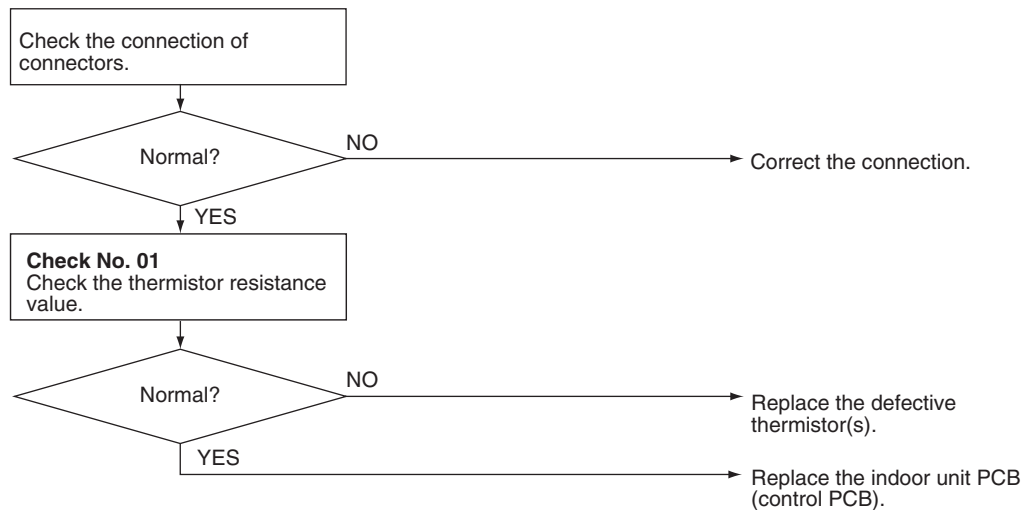 Check the connection of
connectors.
Normal?
NO
Correct the connection.
YES
Check No. 01
Check the thermistor resistance
value.
Normal?
NO
Replace the defective
thermistor(s).
YES
Replace the indoor unit PCB
(control PCB).